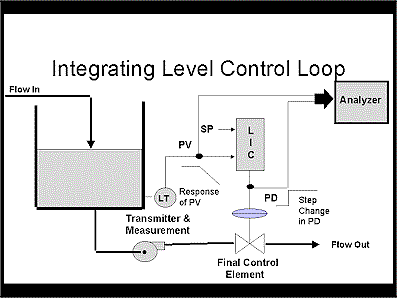 Integrating Level Control Loop
Flow In
Analyzer
SP
PV
L
I
C
LT
Response
of PV
PD
Step
Change
in PD
Transmitter &
Measurement
Flow Out
Final Control
Element